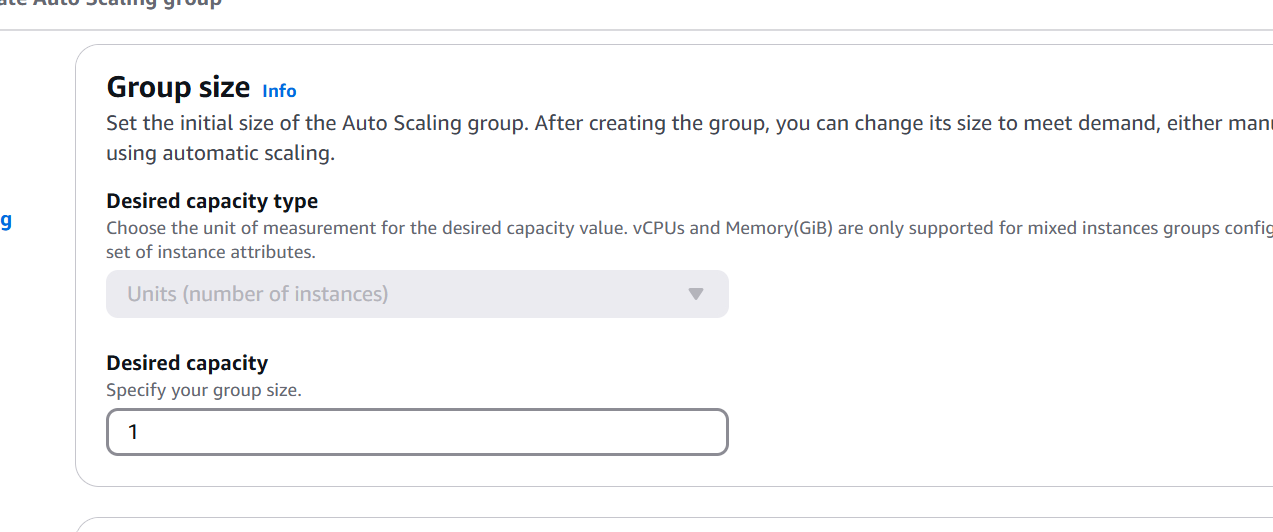 Auto Scaling group
Group size Info
Set the initial size of the Auto Scaling group. After creating the group, you can change its size to meet demand, either
using automatic scaling.
Desired capacity type
Choose the unit of measurement for the desired capacity value. vCPUs and Memory(GiB) are only supported for mixed instances groups
g
set of instance attributes.
Units (number of instances)
Desired capacity
Specify your group size.
1